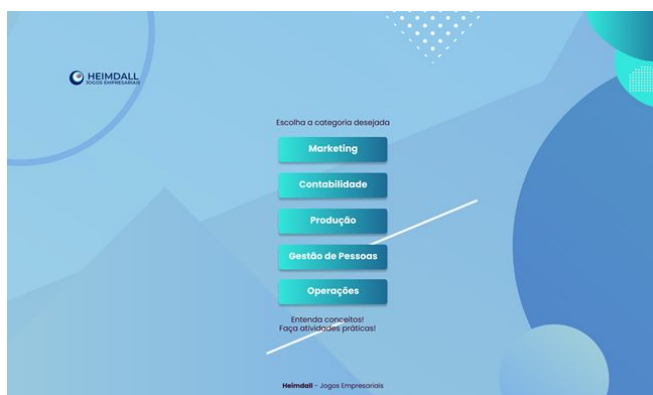 HEIMDALL
JOGOS EMPRESARIAIS
Escolha a categoria desejada
Marketing
Contabilidade
Produção
Gestão de Pessoas
Operações
Entenda conceitos!
Faça atividades práticas!
Heimdall - Jogos Empresariais